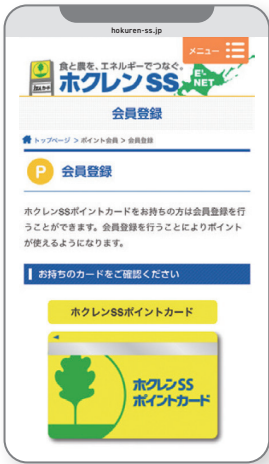 hokuren-ss.jp
メニュー
食と農を、エネルギーでつなぐ。
ホクレンSS
E-NET
会員登録
トップページ > ポイント会員 > 会員登録
P 会員登録
ホクレンSSポイントカードをお持ちの方は会員登録を行
うことができます。会員登録を行うことによりポイント
が使えるようになります。
お持ちのカードをご確認ください
ホクレンSSポイントカード
ホクレンSS
ポイントカード